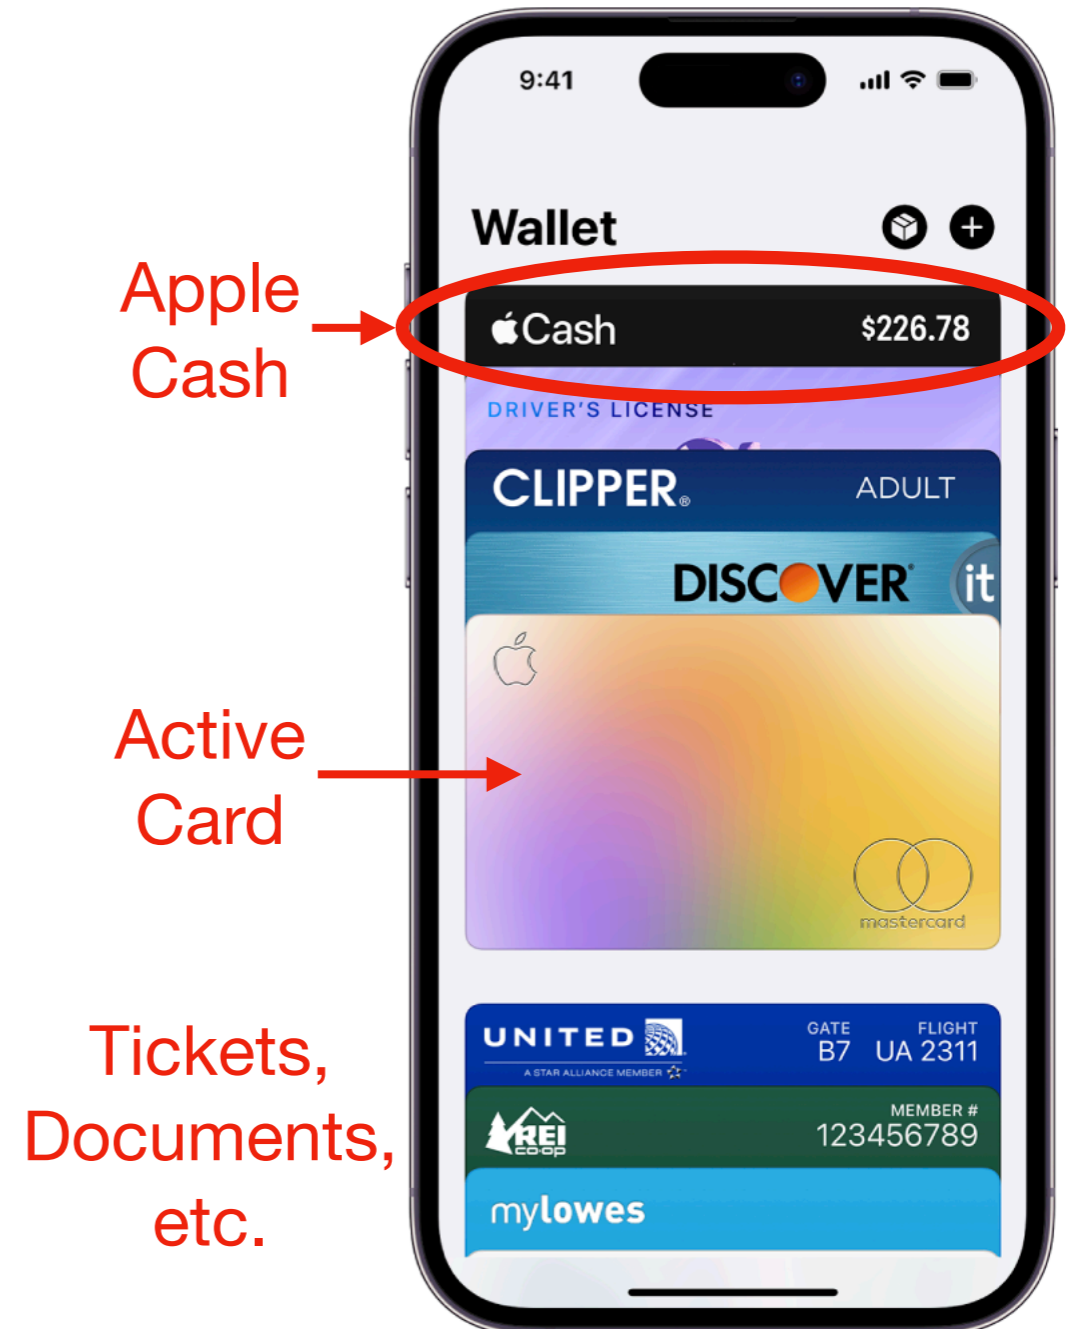 9:41
Wallet
Apple
Cash
Cash
$226.78
DRIVER'S LICENSE
CLIPPER®
ADULT
DISCOVER®
it
Active
Card
mastercard
Tickets,
Documents,
etc.
UNITED
A STAR ALLIANCE MEMBER
GATE
B7
FLIGHT
UA 2311
REI
CO·OP
MEMBER #
123456789
mylowes